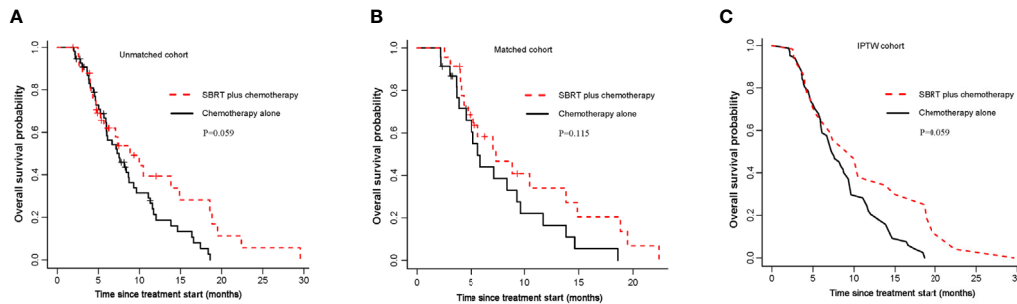 A
Unmatched cohort
SBRT plus chemotherapy
Chemotherapy alone
P=0.059
Overall survival probability
1.0
0.8
0.6
0.4
0.2
0.0
0 5 10 15 20 25 30
Time since treatment start (months)
B
Matched cohort
SBRT plus chemotherapy
Chemotherapy alone
P=0.115
Overall survival probability
1.0
0.8
0.6
0.4
0.2
0.0
0 5 10 15 20
Time since treatment start (months)
C
IPTW cohort
SBRT plus chemotherapy
Chemotherapy alone
P=0.059
Overall survival probability
1.0
0.8
0.6
0.4
0.2
0.0
0 5 10 15 20 25 30
Time since treatment start (months)